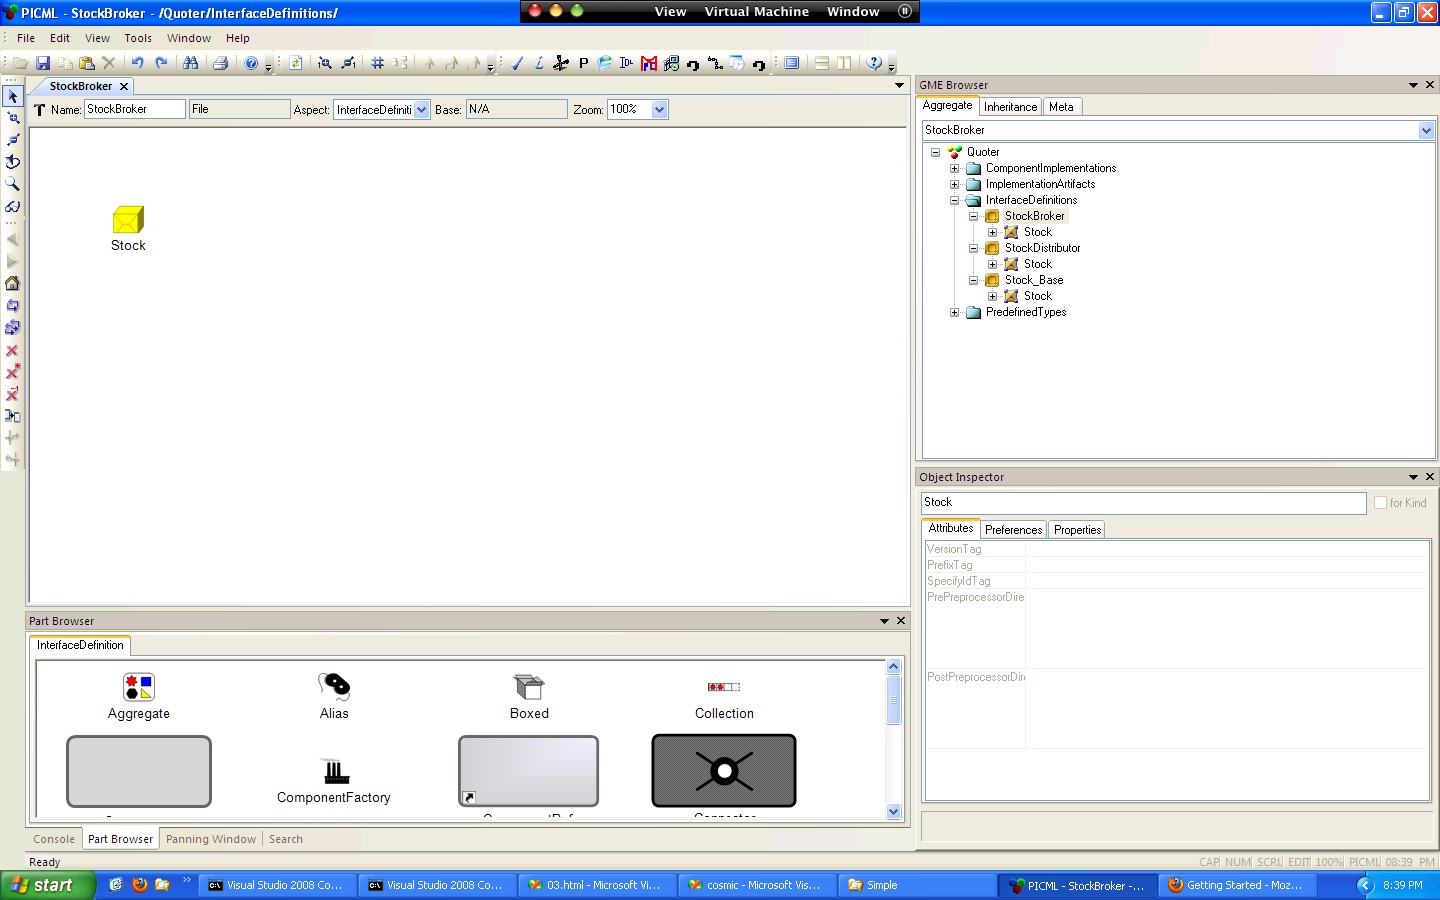 PICML - StockBroker - /Quoter/InterfaceDefinitions/
View Virtual Machine Window
File Edit View Tools Window Help
StockBroker
GME Browser
T Name: StockBroker File Aspect: InterfaceDefiniti Base: N/A Zoom: 100%
Aggregate Inheritance Meta
StockBroker
Quoter
ComponentImplementations
ImplementationArtifacts
InterfaceDefinitions
StockBroker
Stock
StockDistributor
Stock
Stock_Base
Stock
PredefinedTypes
Stock
Object Inspector
Stock for Kind
Attributes Preferences Properties
VersionTag
PrefixTag
SpecifyIdTag
PrePreprocessorDire
PostPreprocessorDire
Part Browser
InterfaceDefinition
Aggregate Alias Boxed Collection
ComponentFactory
Console Part Browser Panning Window Search
Ready CAP NUM SCRL EDIT 100% PICML 08:39 PM
start Visual Studio 2008 Co... Visual Studio 2008 Co... 03.html - Microsoft Vi... cosmic - Microsoft Vis... Simple PICML - StockBroker -... Getting Started - Moz... 8:39 PM